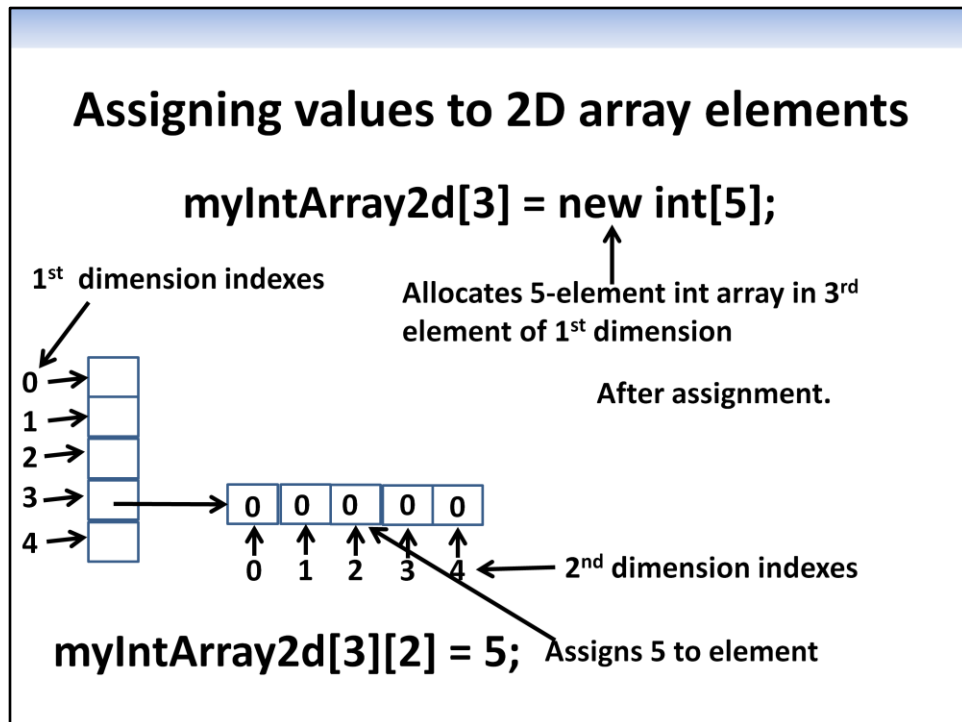 Assigning values to 2D array elements
myIntArray2d[3] = new int[5];
1st dimension indexes
Allocates 5-element int array in 3rd
element of 1st dimension
After assignment.
0
1
2
3
4
0 0 0 0 0
0 1 2 3 4
2nd dimension indexes
myIntArray2d[3][2] = 5;
Assigns 5 to element